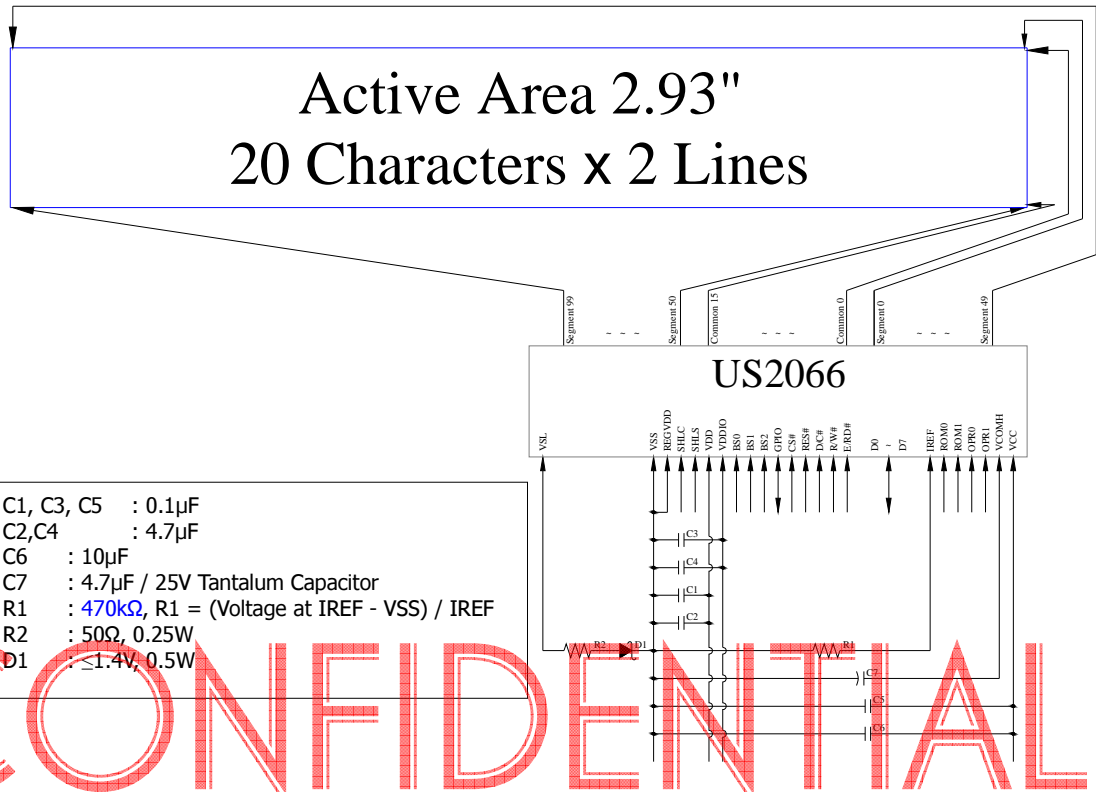 Active Area 2.93"
20 Characters x 2 Lines
Segment 99
~ ~ ~
Segment 50
Common 15
~ ~ ~
Common 0
Segment 0
~ ~ ~
Segment 49
US2066
VSL
VSS
REGVDD
SHLC
SHLS
VDD
VDDIO
BS0
BS1
BS2
GPIO
CS#
RES#
D/C#
R/W#
E/RD#
D0
~
D7
IREF
ROM0
ROM1
OPR0
OPR1
VCOMH
VCC
C3
C4
C1
C2
R2
D1
R1
C7
C5
C6
C1, C3, C5 : 0.1µF
C2,C4 : 4.7µF
C6 : 10µF
C7 : 4.7µF / 25V Tantalum Capacitor
R1 : 470kΩ, R1 = (Voltage at IREF - VSS) / IREF
R2 : 50Ω, 0.25W
D1 : ≤1.4V, 0.5W
CONFIDENTIAL